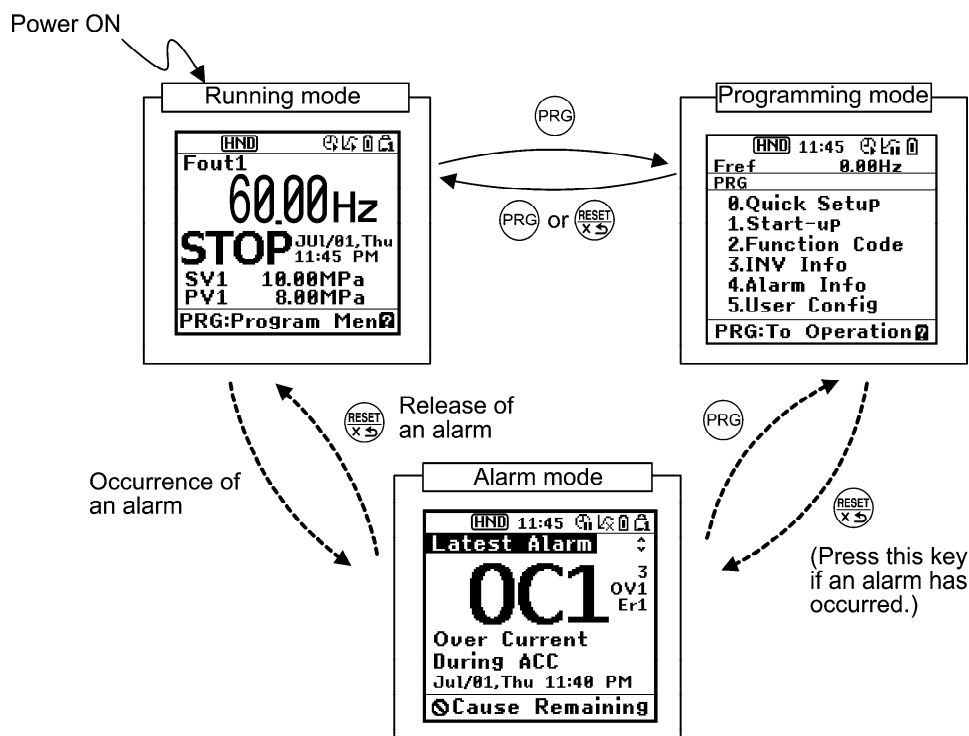 Power ON
Running mode
HND
Fout1
60.00Hz
STOP
JUl/01,Thu
11:45 PM
SV1 10.00MPa
PV1 8.00MPa
PRG:Program Men?
PRG
PRG or RESET
Programming mode
HND 11:45
Fref 0.00Hz
PRG
0.Quick Setup
1.Start-up
2.Function Code
3.INV Info
4.Alarm Info
5.User Config
PRG:To Operation?
Occurrence of
an alarm
RESET
Release of
an alarm
Alarm mode
HND 11:45
Latest Alarm
OC1
3
OV1
Er1
Over Current
During ACC
Jul/01,Thu 11:40 PM
Cause Remaining
PRG
RESET
(Press this key
if an alarm has
occurred.)